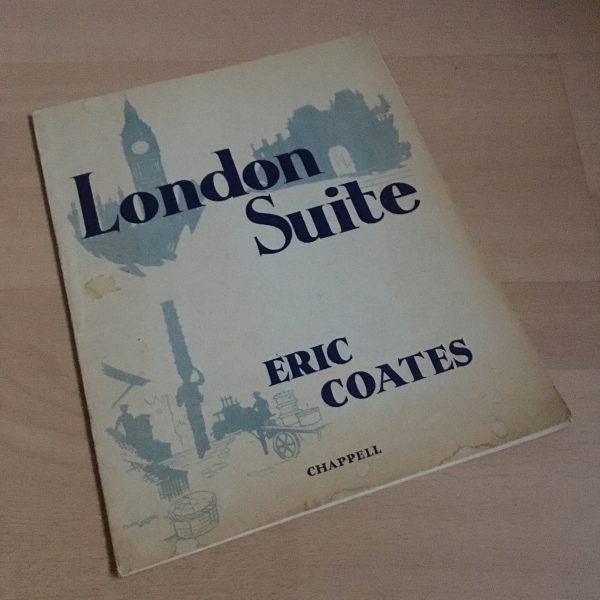 London
Suite
ERIC
COATES
CHAPPELL